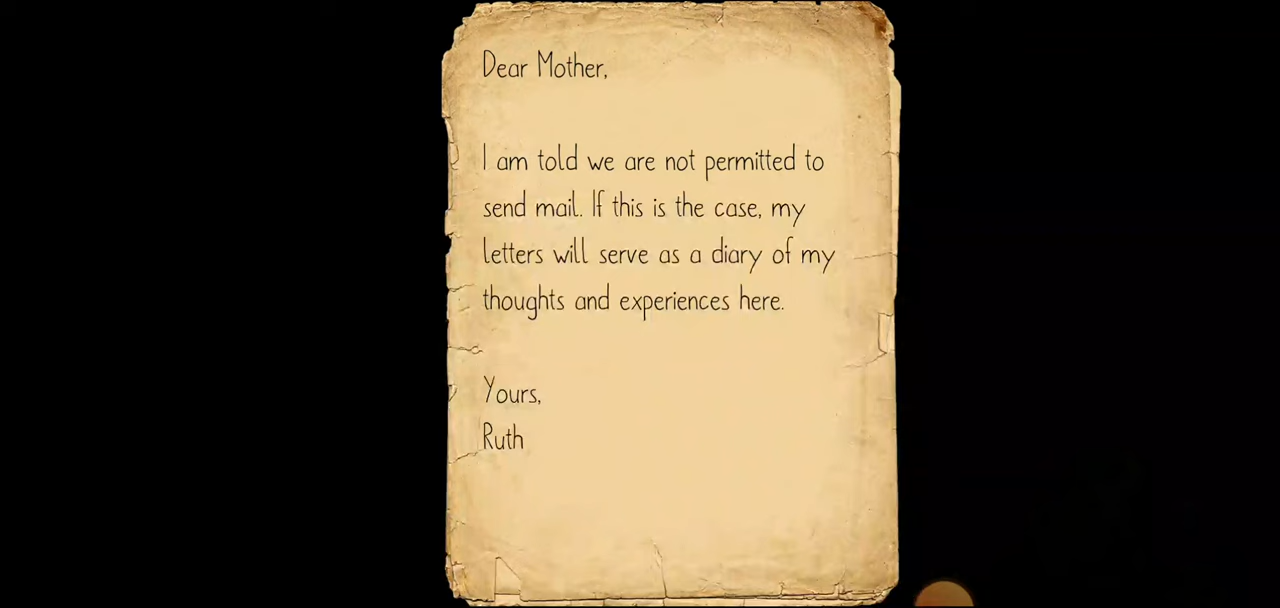 Dear Mother,
I am told we are not permitted to
send mail. If this is the case, my
letters will serve as a diary of my
thoughts and experiences here.
Yours,
Ruth